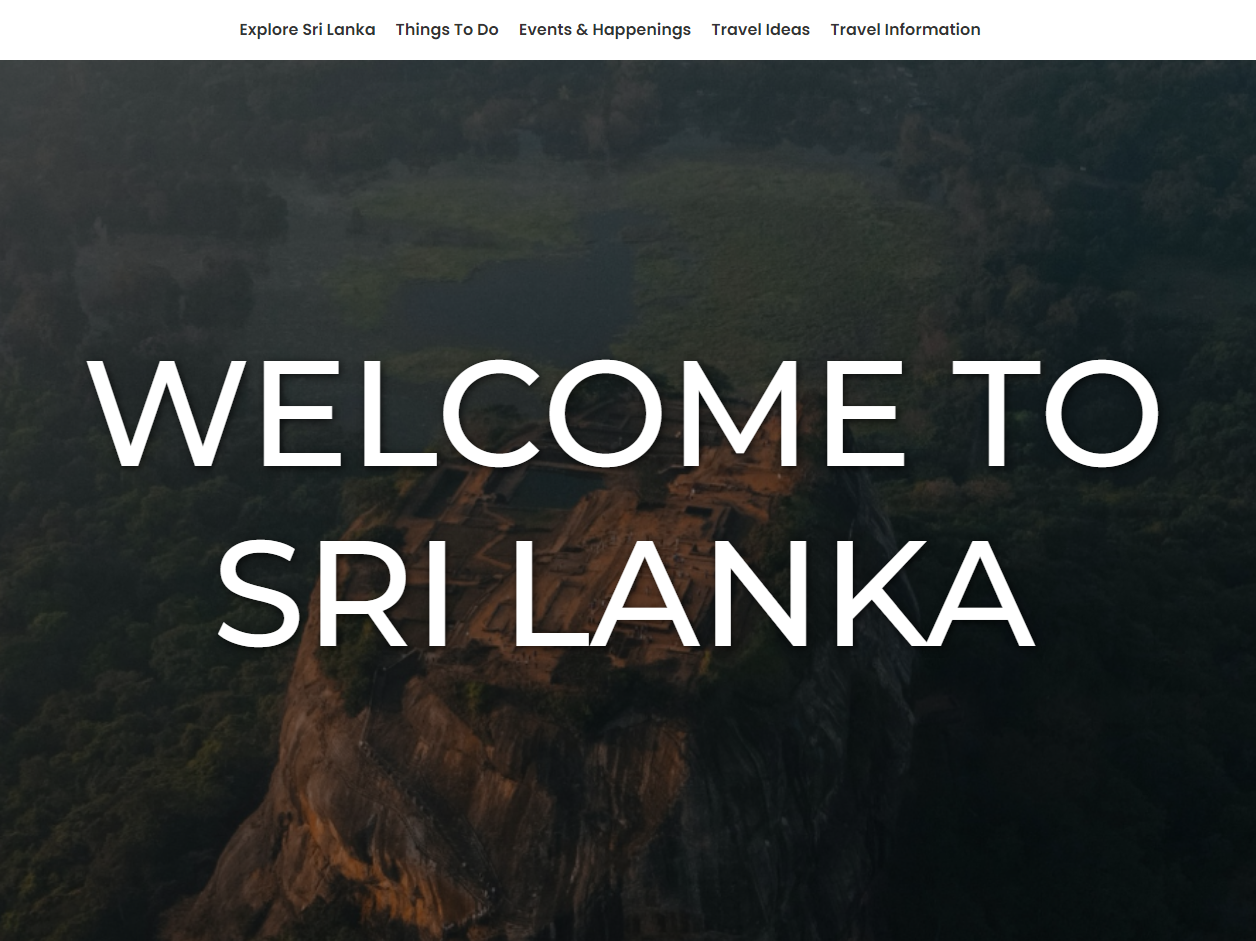 Explore Sri Lanka Things To Do Events & Happenings Travel Ideas Travel Information
WELCOME TO
SRI LANKA